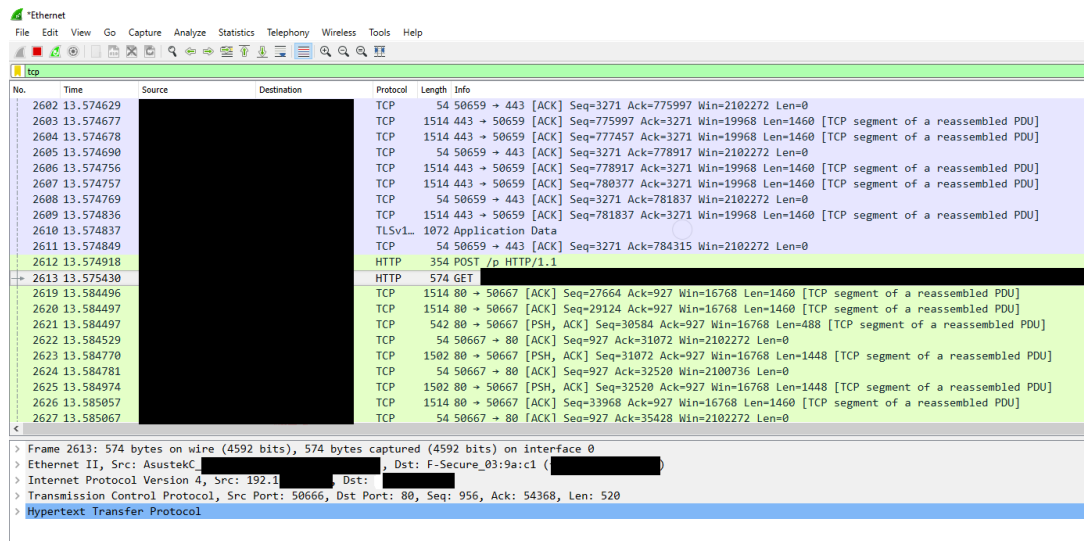 *Ethernet
File Edit View Go Capture Analyze Statistics Telephony Wireless Tools Help
tcp
No. Time Source Destination Protocol Length Info
2602 13.574629 TCP 54 50659 → 443 [ACK] Seq=3271 Ack=775997 Win=2102272 Len=0
2603 13.574677 TCP 1514 443 → 50659 [ACK] Seq=775997 Ack=3271 Win=19968 Len=1460 [TCP segment of a reassembled PDU]
2604 13.574678 TCP 1514 443 → 50659 [ACK] Seq=777457 Ack=3271 Win=19968 Len=1460 [TCP segment of a reassembled PDU]
2605 13.574690 TCP 54 50659 → 443 [ACK] Seq=3271 Ack=778917 Win=2102272 Len=0
2606 13.574756 TCP 1514 443 → 50659 [ACK] Seq=778917 Ack=3271 Win=19968 Len=1460 [TCP segment of a reassembled PDU]
2607 13.574757 TCP 1514 443 → 50659 [ACK] Seq=780377 Ack=3271 Win=19968 Len=1460 [TCP segment of a reassembled PDU]
2608 13.574769 TCP 54 50659 → 443 [ACK] Seq=3271 Ack=781837 Win=2102272 Len=0
2609 13.574836 TCP 1514 443 → 50659 [ACK] Seq=781837 Ack=3271 Win=19968 Len=1460 [TCP segment of a reassembled PDU]
2610 13.574837 TLSv1… 1072 Application Data
2611 13.574849 TCP 54 50659 → 443 [ACK] Seq=3271 Ack=784315 Win=2102272 Len=0
2612 13.574918 HTTP 354 POST /p HTTP/1.1
2613 13.575430 HTTP 574 GET
2619 13.584496 TCP 1514 80 → 50667 [ACK] Seq=27664 Ack=927 Win=16768 Len=1460 [TCP segment of a reassembled PDU]
2620 13.584497 TCP 1514 80 → 50667 [ACK] Seq=29124 Ack=927 Win=16768 Len=1460 [TCP segment of a reassembled PDU]
2621 13.584497 TCP 542 80 → 50667 [PSH, ACK] Seq=30584 Ack=927 Win=16768 Len=488 [TCP segment of a reassembled PDU]
2622 13.584529 TCP 54 50667 → 80 [ACK] Seq=927 Ack=31072 Win=2102272 Len=0
2623 13.584770 TCP 1502 80 → 50667 [PSH, ACK] Seq=31072 Ack=927 Win=16768 Len=1448 [TCP segment of a reassembled PDU]
2624 13.584781 TCP 54 50667 → 80 [ACK] Seq=927 Ack=32520 Win=2100736 Len=0
2625 13.584974 TCP 1502 80 → 50667 [PSH, ACK] Seq=32520 Ack=927 Win=16768 Len=1448 [TCP segment of a reassembled PDU]
2626 13.585057 TCP 1514 80 → 50667 [ACK] Seq=33968 Ack=927 Win=16768 Len=1460 [TCP segment of a reassembled PDU]
2627 13.585067 TCP 54 50667 → 80 [ACK] Seq=927 Ack=35428 Win=2102272 Len=0
Frame 2613: 574 bytes on wire (4592 bits), 574 bytes captured (4592 bits) on interface 0
Ethernet II, Src: AsustekC_ , Dst: F-Secure_03:9a:c1 ( )
Internet Protocol Version 4, Src: 192.1 , Dst:
Transmission Control Protocol, Src Port: 50666, Dst Port: 80, Seq: 956, Ack: 54368, Len: 520
Hypertext Transfer Protocol